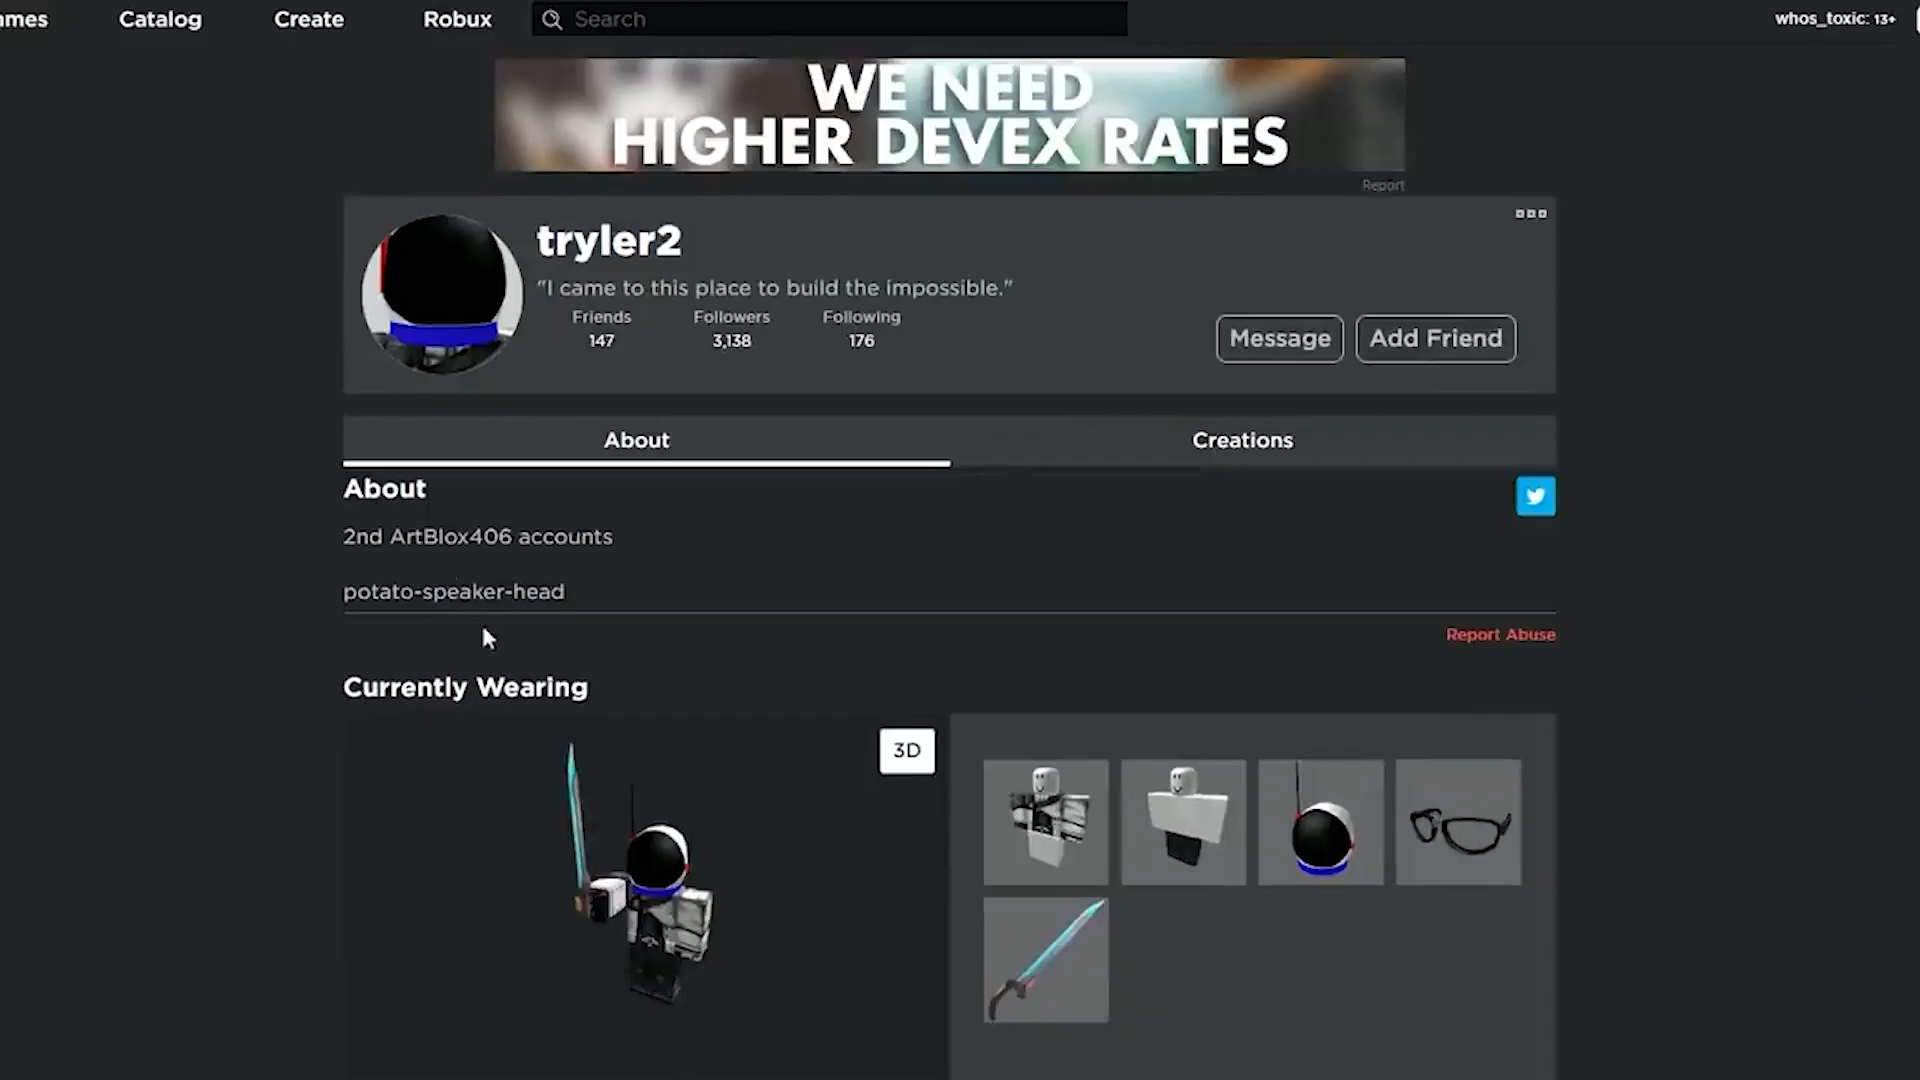 Catalog
Create
Robux
Search
whos_toxic: 13+
WE NEED
HIGHER DEVEX RATES
Report
tryler2
"I came to this place to build the impossible."
Friends
Followers
Following
147
3,138
176
Message
Add Friend
About
Creations
About
2nd ArtBlox406 accounts
potato-speaker-head
Report Abuse
Currently Wearing
3D